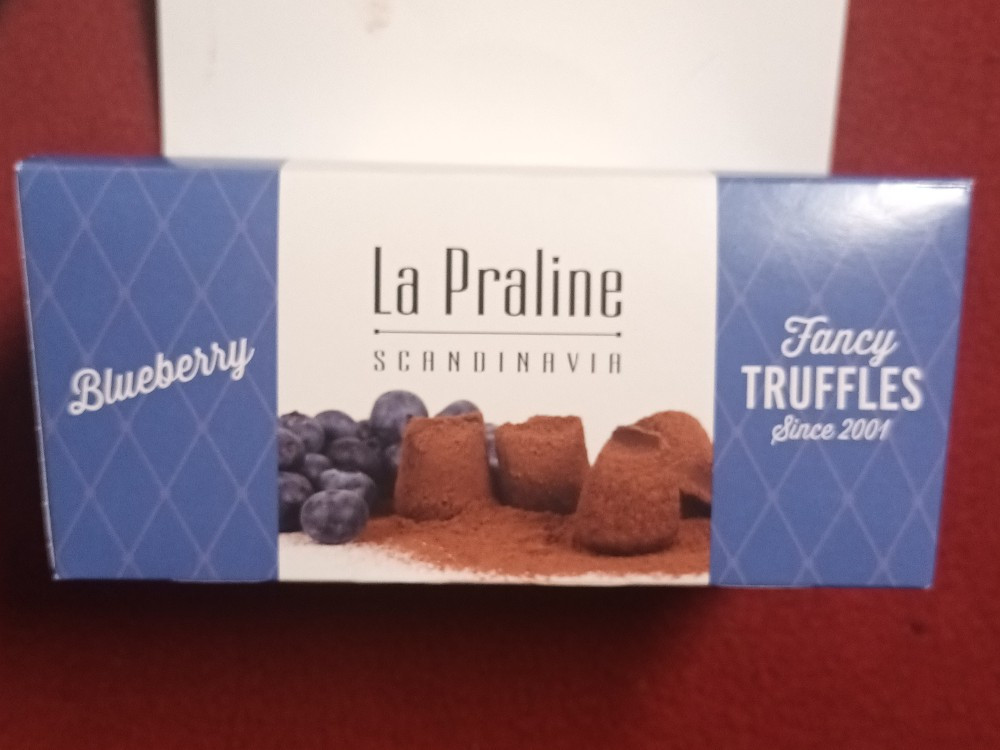 Blueberry
La Praline
SCANDINAVIA
Fancy
TRUFFLES
Since 2001